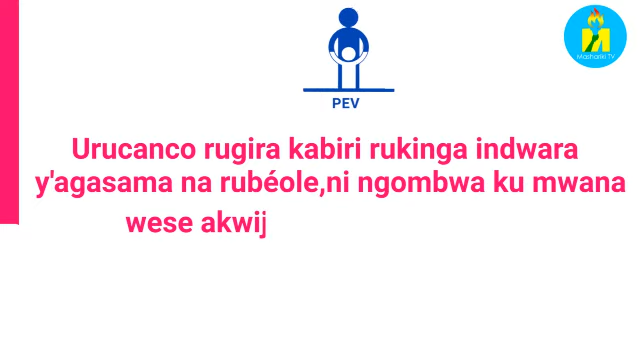 Mashariki TV
PEV
Urucanco rugira kabiri rukinga indwara
y'agasama na rubéole,ni ngombwa ku mwana
wese akwij